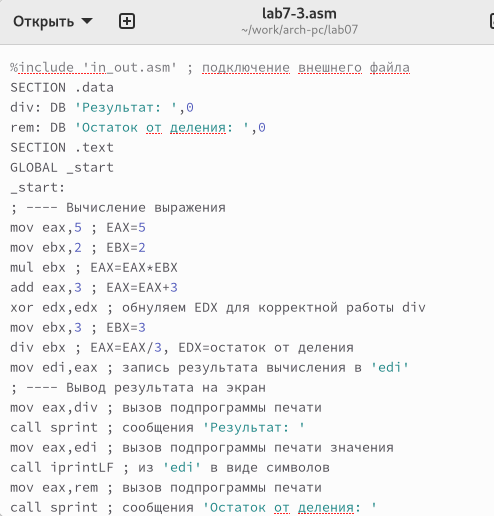 Открыть
lab7-3.asm
~/work/arch-pc/lab07
%include 'in_out.asm' ; подключение внешнего файла
SECTION .data
div: DB 'Результат: ',0
rem: DB 'Остаток от деления: ',0
SECTION .text
GLOBAL _start
_start:
; ---- Вычисление выражения
mov eax,5 ; EAX=5
mov ebx,2 ; EBX=2
mul ebx ; EAX=EAX*EBX
add eax,3 ; EAX=EAX+3
xor edx,edx ; обнуляем EDX для корректной работы div
mov ebx,3 ; EBX=3
div ebx ; EAX=EAX/3, EDX=остаток от деления
mov edi,eax ; запись результата вычисления в 'edi'
; ---- Вывод результата на экран
mov eax,div ; вызов подпрограммы печати
call sprint ; сообщения 'Результат: '
mov eax,edi ; вызов подпрограммы печати значения
call iprintLF ; из 'edi' в виде символов
mov eax,rem ; вызов подпрограммы печати
call sprint ; сообщения 'Остаток от деления: '